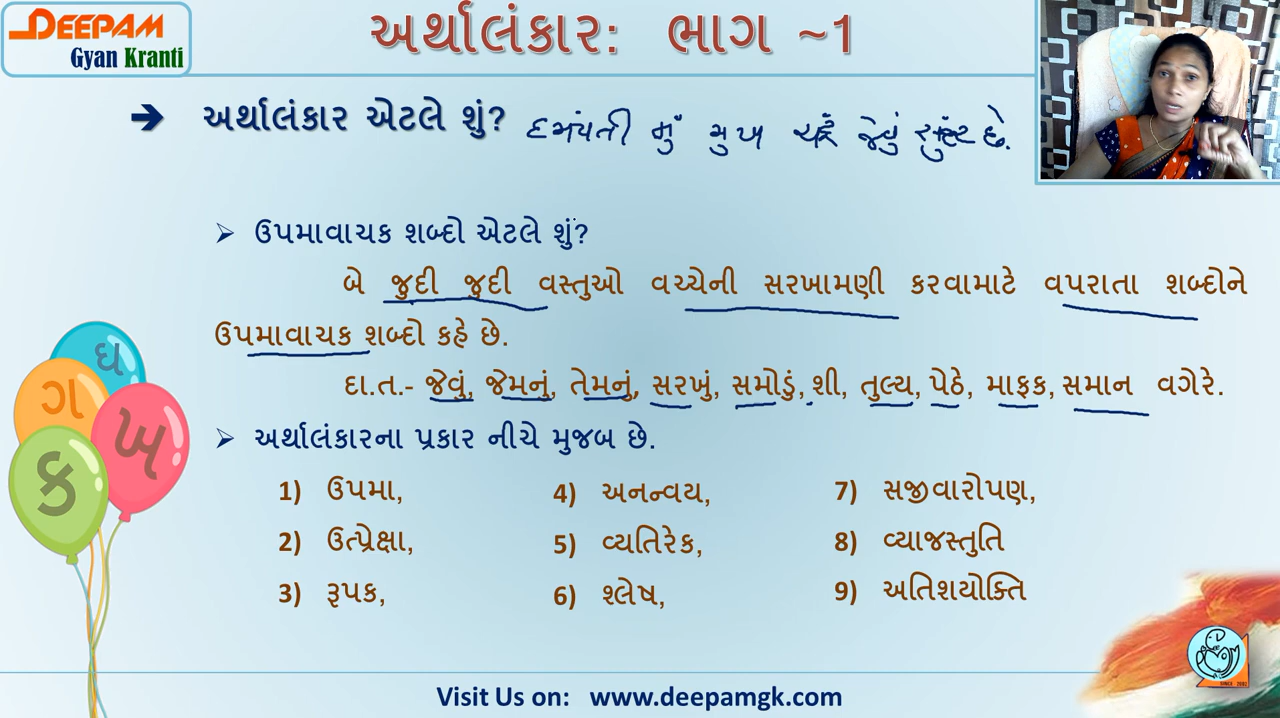 DEEPAM
Gyan Kranti
અર્થાલંકાર: ભાગ ~1
અર્થાલંકાર એટલે શું? દમયંતી નું મુખ ચંદ્ર જેવું સુંદર છે.
ઉપમાવાચક શબ્દો એટલે શું?
બે જુદી જુદી વસ્તુઓ વચ્ચેની સરખામણી કરવામાટે વપરાતા શબ્દોને
ઉપમાવાચક શબ્દો કહે છે.
દા.ત.- જેવું, જેમનું, તેમનું, સરખું, સમોડું, શી, તુલ્ય, પેઠે, માફક, સમાન વગેરે.
અર્થાલંકારના પ્રકાર નીચે મુજબ છે.
1) ઉપમા, 4) અનન્વય, 7) સજીવારોપણ,
2) ઉત્પ્રેક્ષા, 5) વ્યતિરેક, 8) વ્યાજસ્તુતિ
3) રૂપક, 6) શ્લેષ, 9) અતિશયોક્તિ
ઘ
ગ
ખ
ક
Visit Us on: www.deepamgk.com